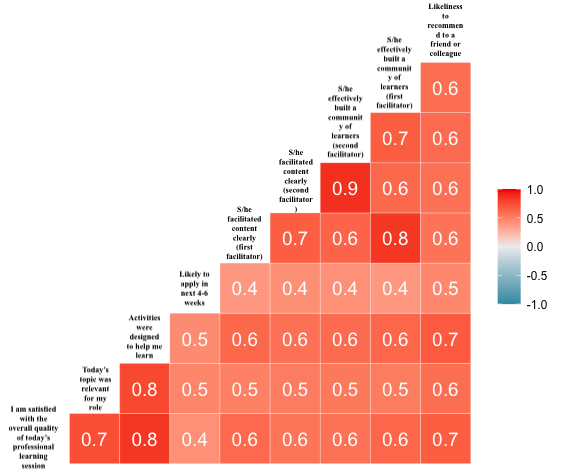 Likeliness
to
recommen
d to a
friend or
colleague
S/he
effectively
built a
communit
y of
learners
(first
facilitator)
0.6
S/he
effectively
built a
communit
y of
learners
(second
facilitator)
0.7 0.6
S/he
facilitated
content
clearly
(second
facilitator
)
0.9 0.6 0.6
S/he
facilitated
content
clearly
(first
facilitator)
0.7 0.6 0.8 0.6
Likely to
apply in
next 4-6
weeks
0.4 0.4 0.4 0.4 0.5
Activities
were
designed
to help me
learn
0.5 0.6 0.6 0.6 0.6 0.7
Today's
topic was
relevant
for my
role
0.8 0.5 0.5 0.5 0.5 0.5 0.6
I am satisfied
with the
overall quality
of today's
professional
learning
session
0.7 0.8 0.4 0.6 0.6 0.6 0.6 0.7
1.0
0.5
0.0
-0.5
-1.0